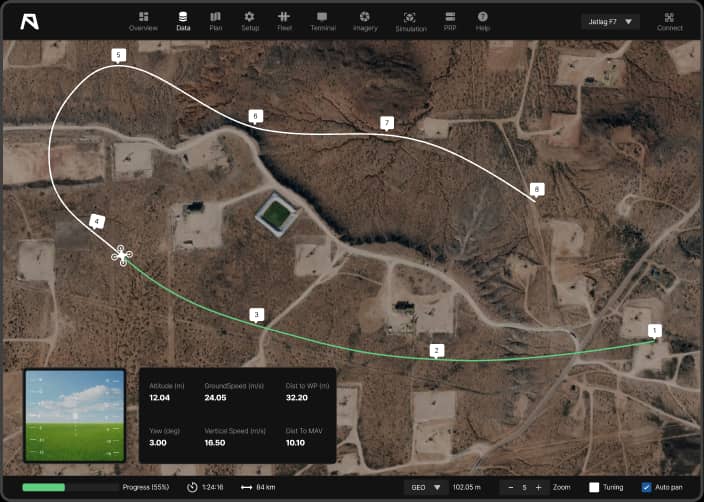 Overview
Data
Plan
Setup
Fleet
Terminal
Imagery
Simulation
PRP
Help
Jetlag F7
Connect
5
6
7
8
4
3
2
1
Altitude (m) GroundSpeed (m/s) Dist to WP (m)
12.04 24.05 32.20
Yaw (deg) Vertical Speed (m/s) Dist To MAV
3.00 16.50 10.10
Progress (55%) 1:24:16 84 km GEO 102.05 m − 5 + Zoom Tuning Auto pan